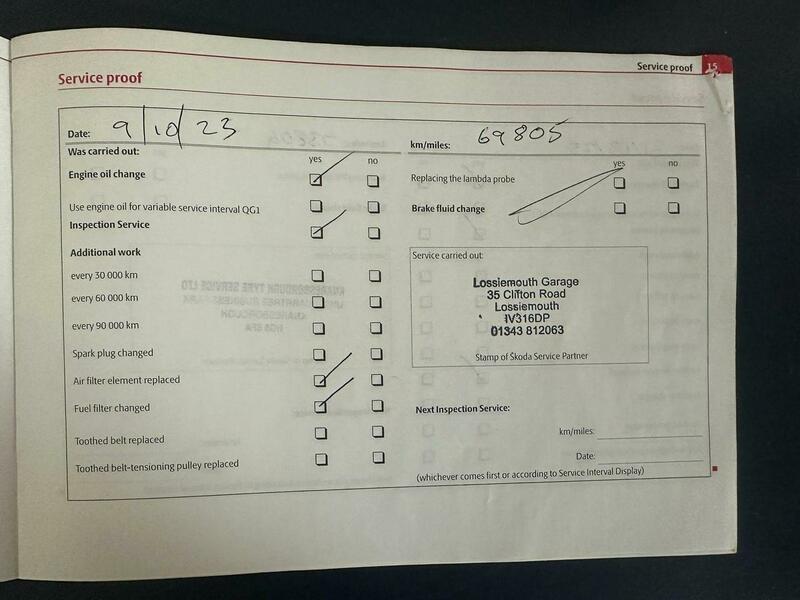 Service proof 15
Service proof
Date: 9/10/23
km/miles: 69805
Was carried out:
yes no
Engine oil change
Use engine oil for variable service interval QG1
Inspection Service
Additional work
every 30 000 km
every 60 000 km
every 90 000 km
Spark plug changed
Air filter element replaced
Fuel filter changed
Toothed belt replaced
Toothed belt-tensioning pulley replaced
yes no
Replacing the lambda probe
Brake fluid change
Service carried out:
Lossiemouth Garage
35 Clifton Road
Lossiemouth
IV316DP
01343 812063
Stamp of Škoda Service Partner
Next Inspection Service:
km/miles:
Date:
(whichever comes first or according to Service Interval Display)